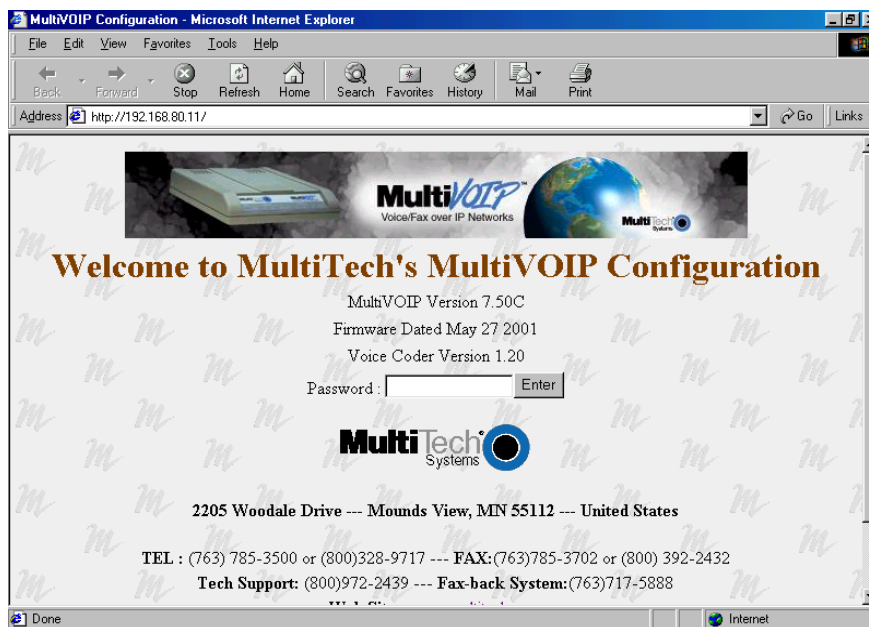 MultiVOIP Configuration - Microsoft Internet Explorer
File Edit View Favorites Tools Help
Back Forward Stop Refresh Home Search Favorites History Mail Print
Address http://192.168.80.11/ Go Links
MultiVOIP™
Voice/Fax over IP Networks
MultiTech
Systems
Welcome to MultiTech's MultiVOIP Configuration
MultiVOIP Version 7.50C
Firmware Dated May 27 2001
Voice Coder Version 1.20
Password : Enter
MultiTech
Systems
2205 Woodale Drive --- Mounds View, MN 55112 --- United States
TEL : (763) 785-3500 or (800)328-9717 --- FAX:(763)785-3702 or (800) 392-2432
Tech Support: (800)972-2439 --- Fax-back System:(763)717-5888
Done Internet